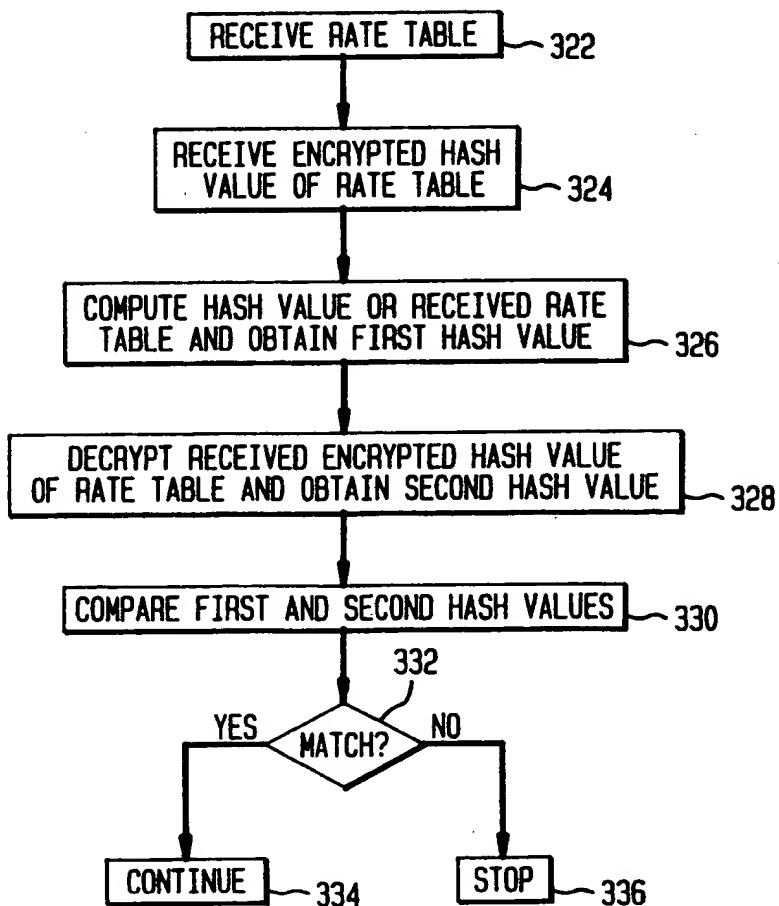 RECEIVE RATE TABLE
322
RECEIVE ENCRYPTED HASH
VALUE OF RATE TABLE
324
COMPUTE HASH VALUE OR RECEIVED RATE
TABLE AND OBTAIN FIRST HASH VALUE
326
DECRYPT RECEIVED ENCRYPTED HASH VALUE
OF RATE TABLE AND OBTAIN SECOND HASH VALUE
328
COMPARE FIRST AND SECOND HASH VALUES
330
332
YES
MATCH?
NO
CONTINUE
334
STOP
336